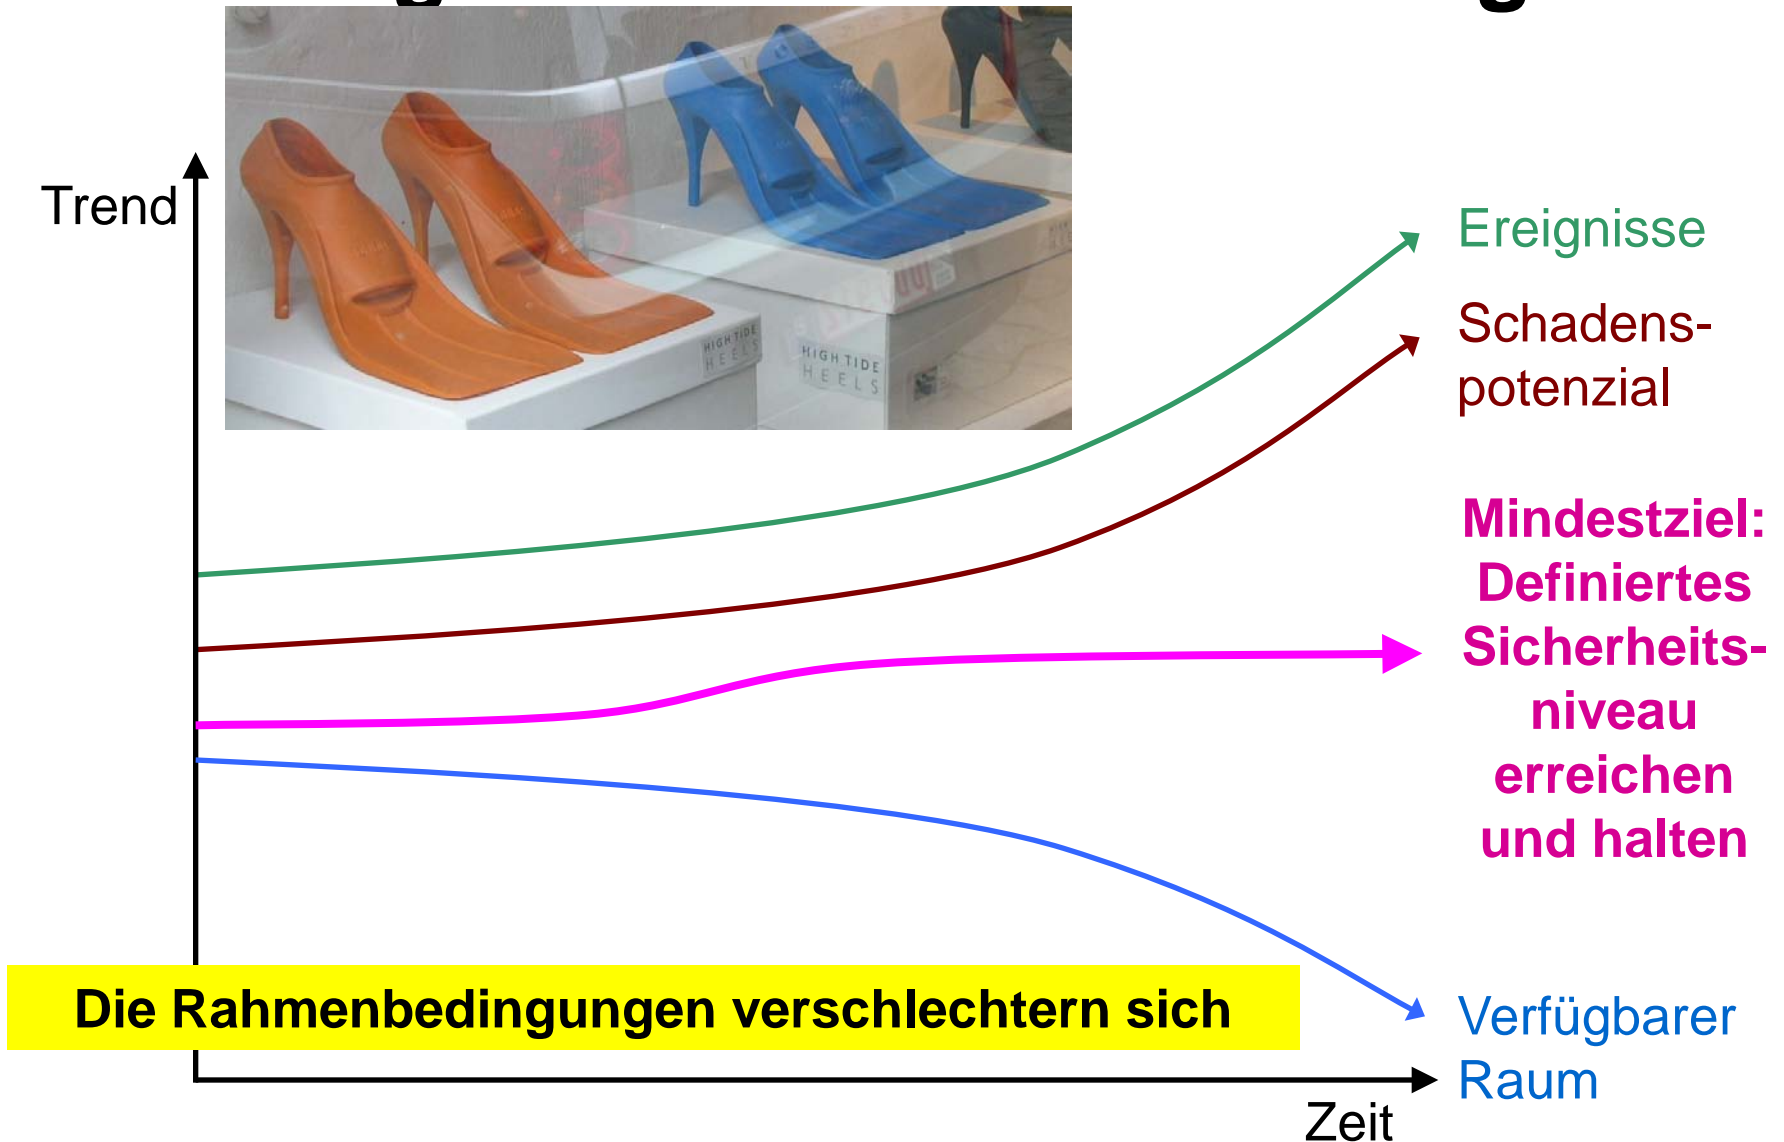 Trend
HIGH TIDE
HEELS
HIGH TIDE
HEELS
Ereignisse
Schadens-
potenzial
Mindestziel:
Definiertes
Sicherheits-
niveau
erreichen
und halten
Die Rahmenbedingungen verschlechtern sich
Verfügbarer
Raum
Zeit